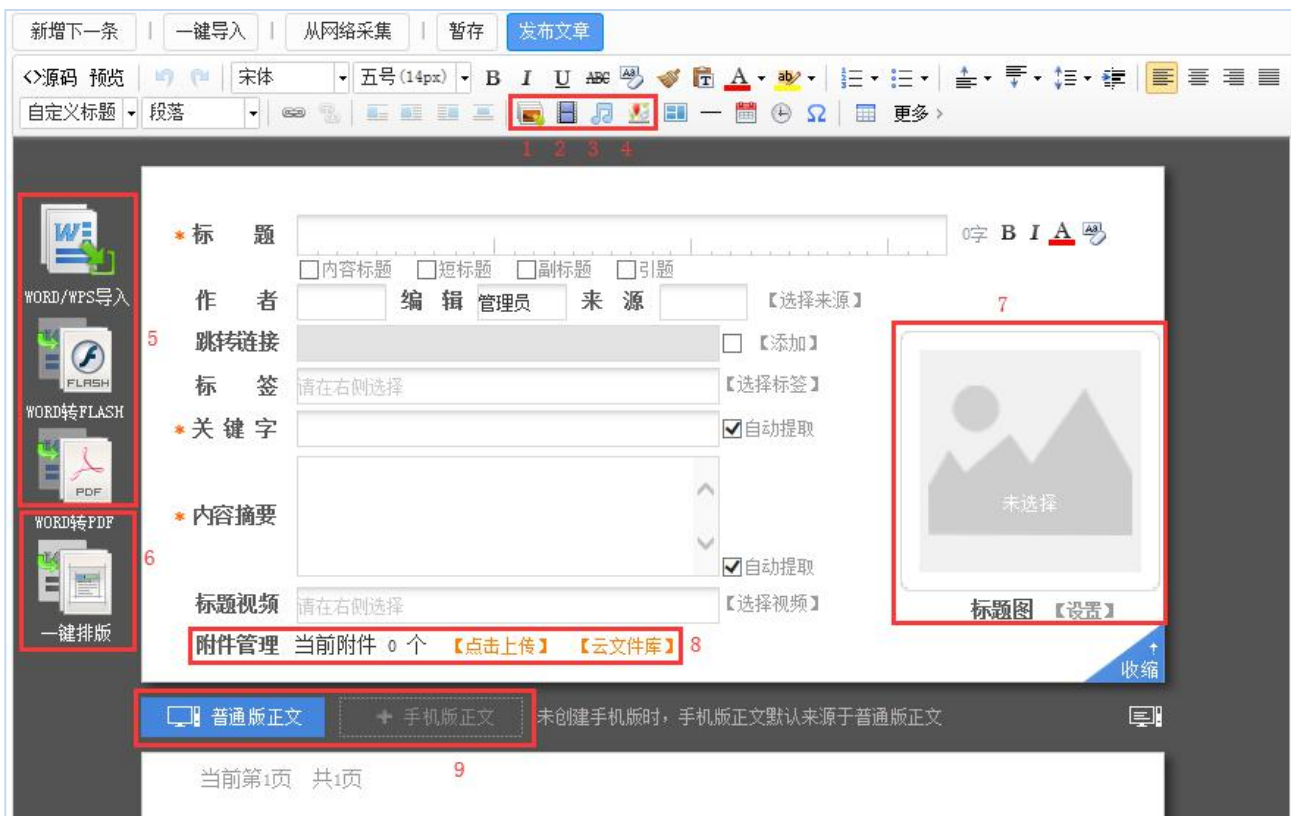 新增下一条 | 一键导入 | 从网络采集 | 暂存 发布文章
<>源码 预览 宋体 五号(14px) B I U ABC A ab
自定义标题 段落 更多 ›
1 2 3 4
*标 题 0字 B I A
□内容标题 □短标题 □副标题 □引题
作 者 编 辑 管理员 来 源 【选择来源】
跳转链接 【添加】
标 签 请在右侧选择 【选择标签】
*关 键 字 自动提取
*内容摘要
自动提取
标题视频 请在右侧选择 【选择视频】
附件管理 当前附件 0 个 【点击上传】 【云文件库】 8
7
未选择
标题图 【设置】
收缩
W
WORD/WPS导入
5
FLASH
WORD转FLASH
PDF
WORD转PDF
6
一键排版
普通版正文 + 手机版正文 未创建手机版时，手机版正文默认来源于普通版正文
当前第1页 共1页 9